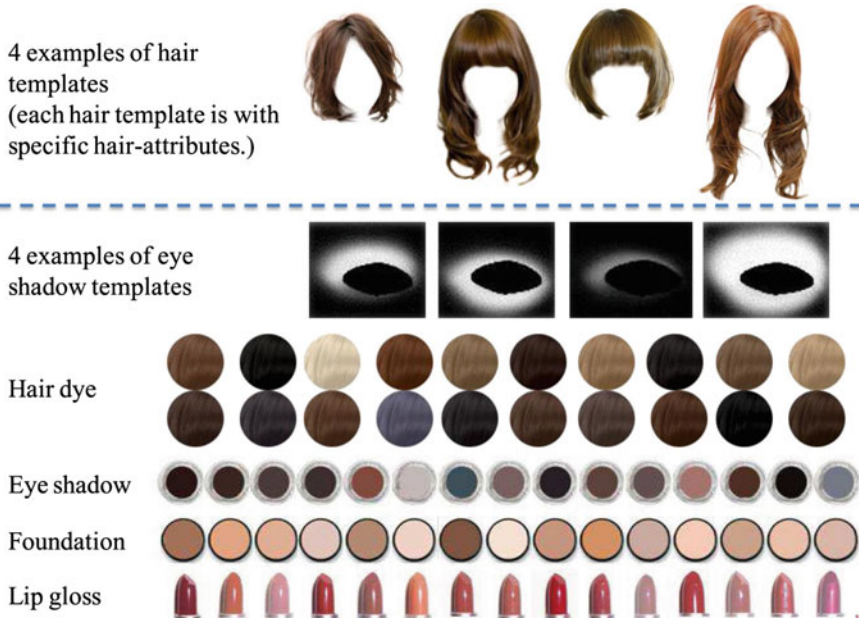 4 examples of hair
templates
(each hair template is with
specific hair-attributes.)
4 examples of eye
shadow templates
Hair dye
Eye shadow
Foundation
Lip gloss